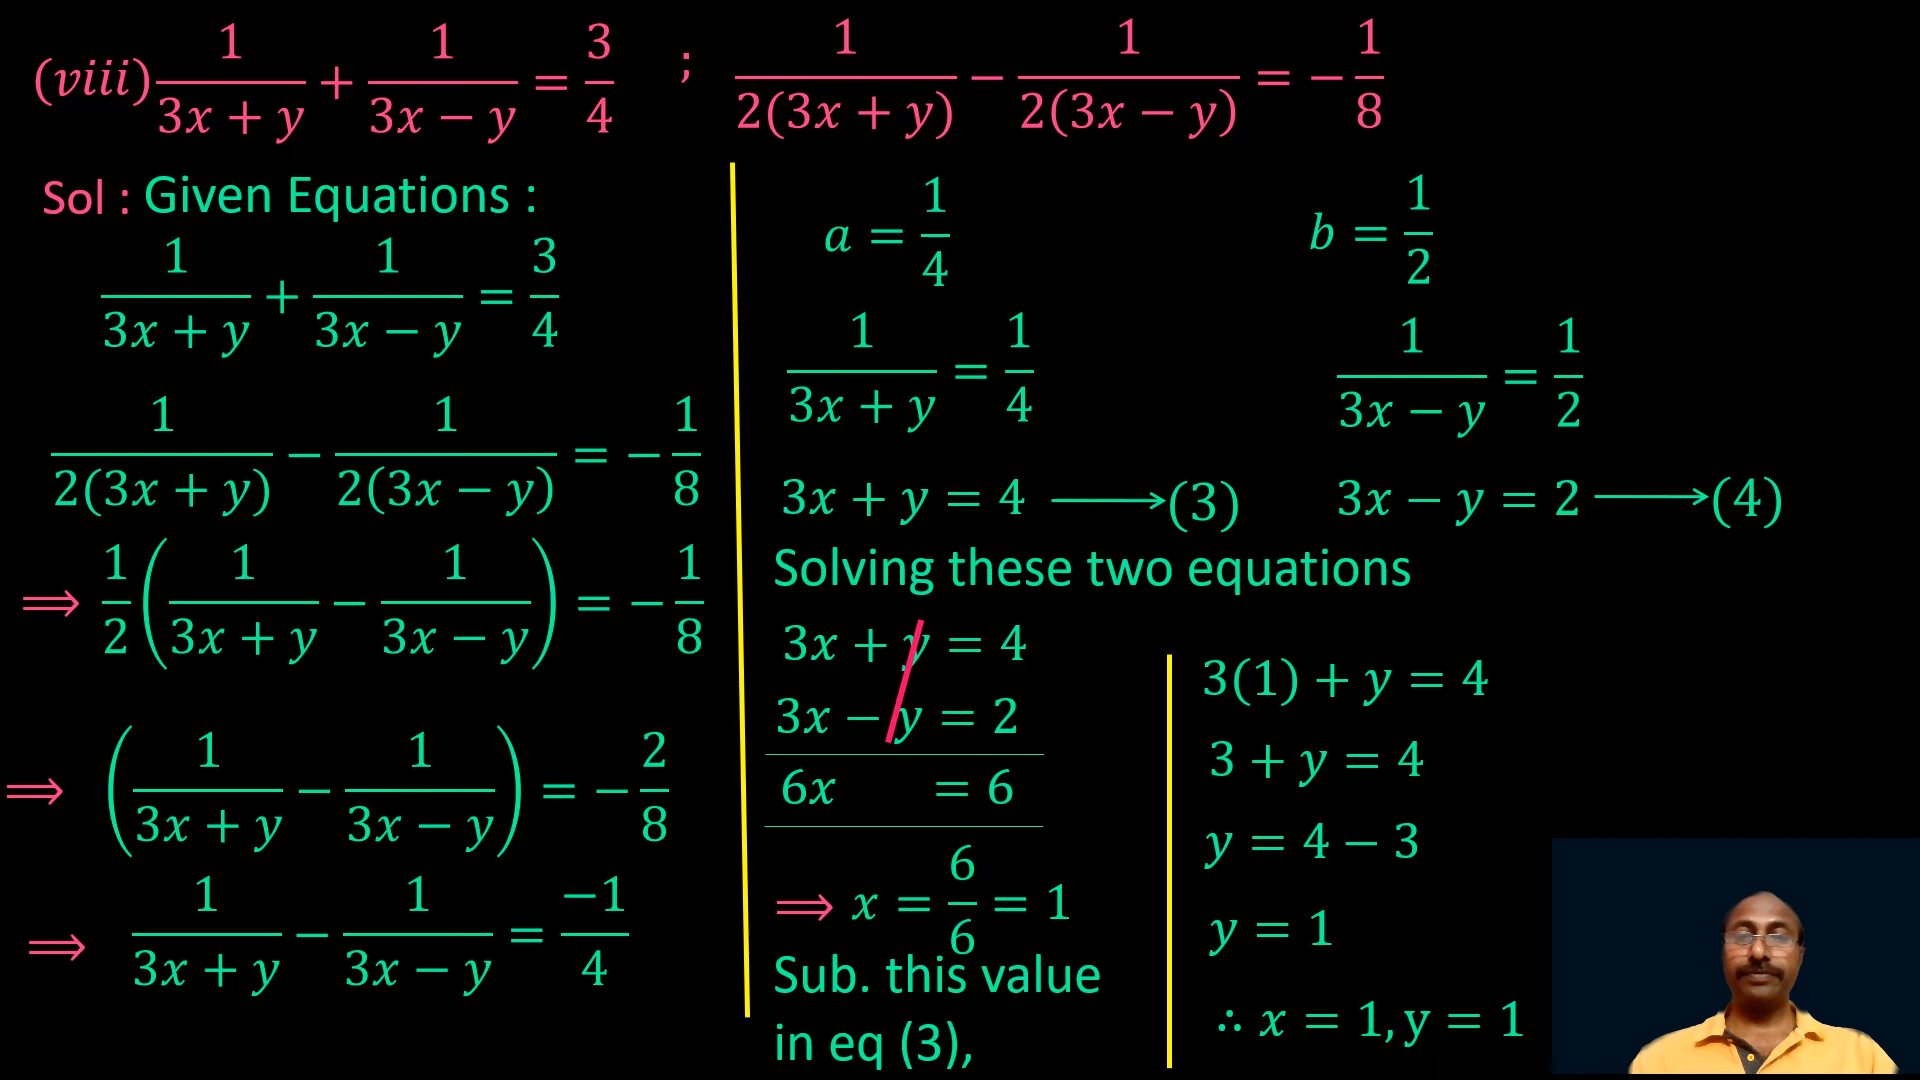 (viii) 1/(3x + y) + 1/(3x − y) = 3/4 ; 1/(2(3x + y)) − 1/(2(3x − y)) = −1/8
Sol : Given Equations :
1/(3x + y) + 1/(3x − y) = 3/4
1/(2(3x + y)) − 1/(2(3x − y)) = −1/8
⟹ 1/2 (1/(3x + y) − 1/(3x − y)) = −1/8
⟹ (1/(3x + y) − 1/(3x − y)) = −2/8
⟹ 1/(3x + y) − 1/(3x − y) = −1/4
a = 1/4
b = 1/2
1/(3x + y) = 1/4
1/(3x − y) = 1/2
3x + y = 4 ⟶ (3)
3x − y = 2 ⟶ (4)
Solving these two equations
3x + y = 4
3x − y = 2
6x = 6
⟹ x = 6/6 = 1
Sub. this value
in eq (3),
3(1) + y = 4
3 + y = 4
y = 4 − 3
y = 1
∴ x = 1, y = 1